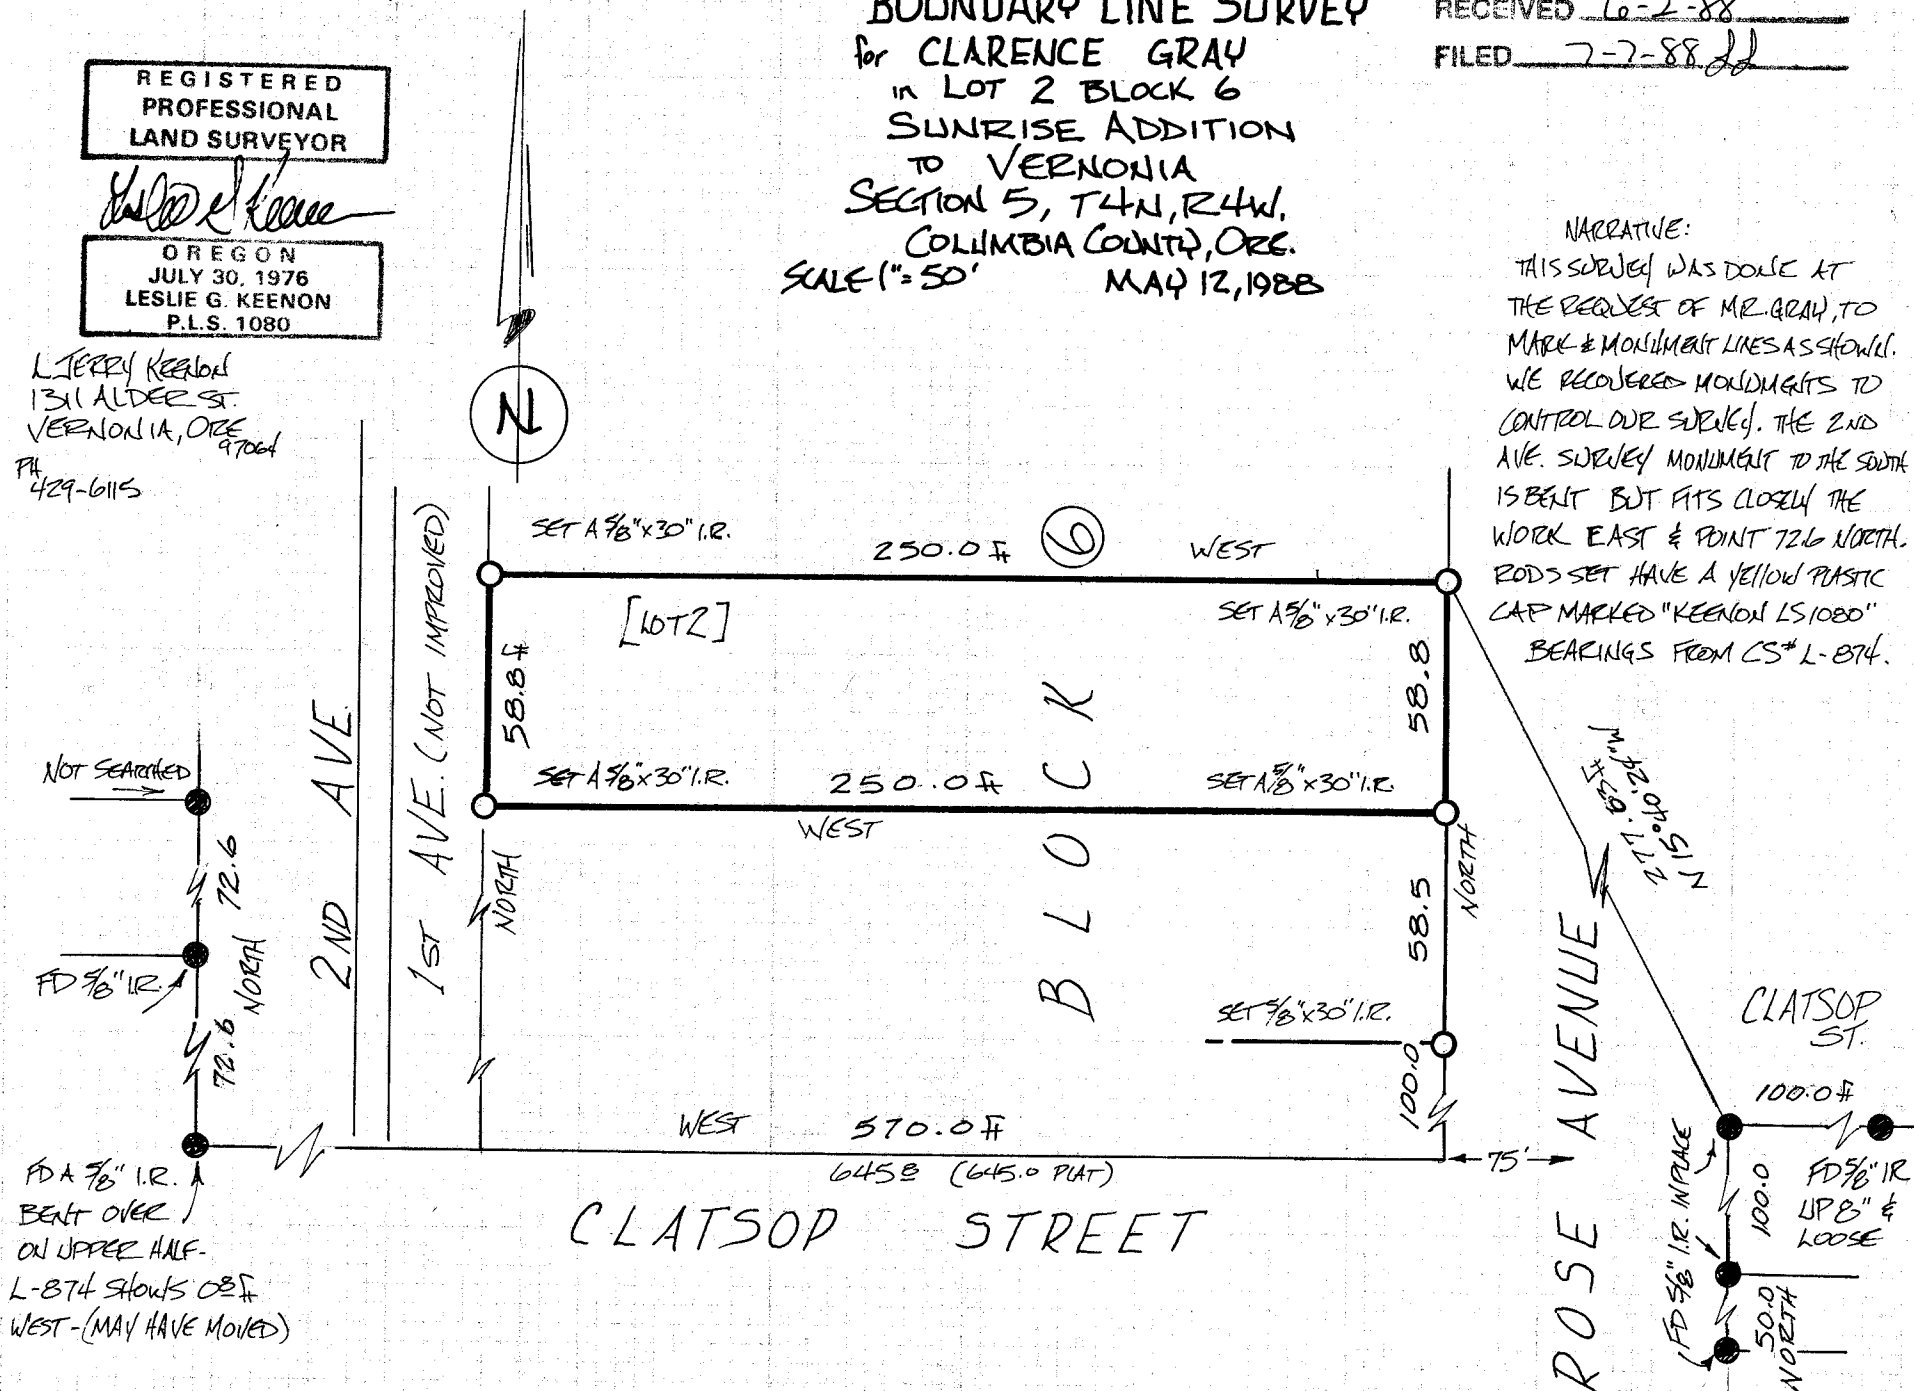 BOUNDARY LINE SURVEY
for CLARENCE GRAY
in LOT 2 BLOCK 6
SUNRISE ADDITION
TO VERNONIA
SECTION 5, T4N, R4W.
COLUMBIA COUNTY, ORE.
SCALE 1"=50' MAY 12, 1988
RECEIVED 6-2-88
FILED 7-7-88
REGISTERED
PROFESSIONAL
LAND SURVEYOR
OREGON
JULY 30, 1976
LESLIE G. KEENON
P.L.S. 1080
L JERRY KEENON
1311 ALDER ST.
VERNONIA, ORE
97064
PH
429-6115
N
NARRATIVE:
THIS SURVEY WAS DONE AT
THE REQUEST OF MR. GRAY, TO
MARK & MONUMENT LINES AS SHOWN.
WE RECOVERED MONUMENTS TO
CONTROL OUR SURVEY. THE 2ND
AVE. SURVEY MONUMENT TO THE SOUTH
IS BENT BUT FITS CLOSELY THE
WORK EAST & POINT 72.6 NORTH.
RODS SET HAVE A YELLOW PLASTIC
CAP MARKED "KEENON LS1080"
BEARINGS FROM CS# L-874.
SET A 5/8"x30" I.R.
250.0 ft
6
WEST
[LOT2]
SET A 5/8"x30" I.R.
58.8 ft
58.8
SET A 5/8"x30" I.R.
250.0 ft
SET A 5/8"x30" I.R.
WEST
BLOCK
NORTH
NORTH
58.5
SET 5/8"x30" I.R.
100.0
N 15°40'24" W
277.83 ft
NOT SEARCHED
72.6
FD 5/8" I.R.
NORTH
72.6
2ND AVE.
1ST AVE. (NOT IMPROVED)
WEST 570.0 ft
6458 (645.0 PLAT)
75'
CLATSOP STREET
FD A 5/8" I.R.
BENT OVER
ON UPPER HALF-
L-874 SHOWS 08 ft
WEST-(MAY HAVE MOVED)
ROSE AVENUE
CLATSOP
ST.
100.0 ft
FD 5/8" I.R. INPLACE
100.0
FD 5/8" IR
UP 8" &
LOOSE
50.0
NORTH